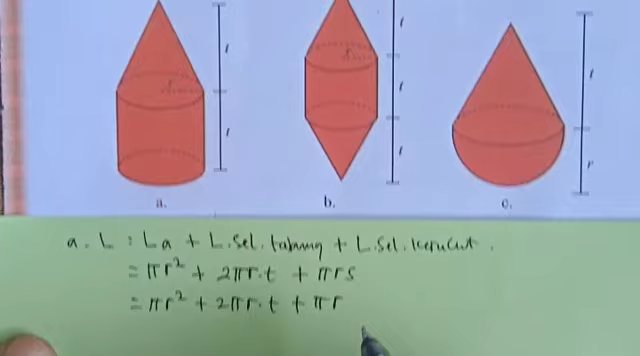 t t r t r t t t t r
a. b. c.
a. L : La + L.sel.tabung + L.sel.kerucut.
= πr² + 2πr.t + πrs
= πr² + 2πr.t + πr